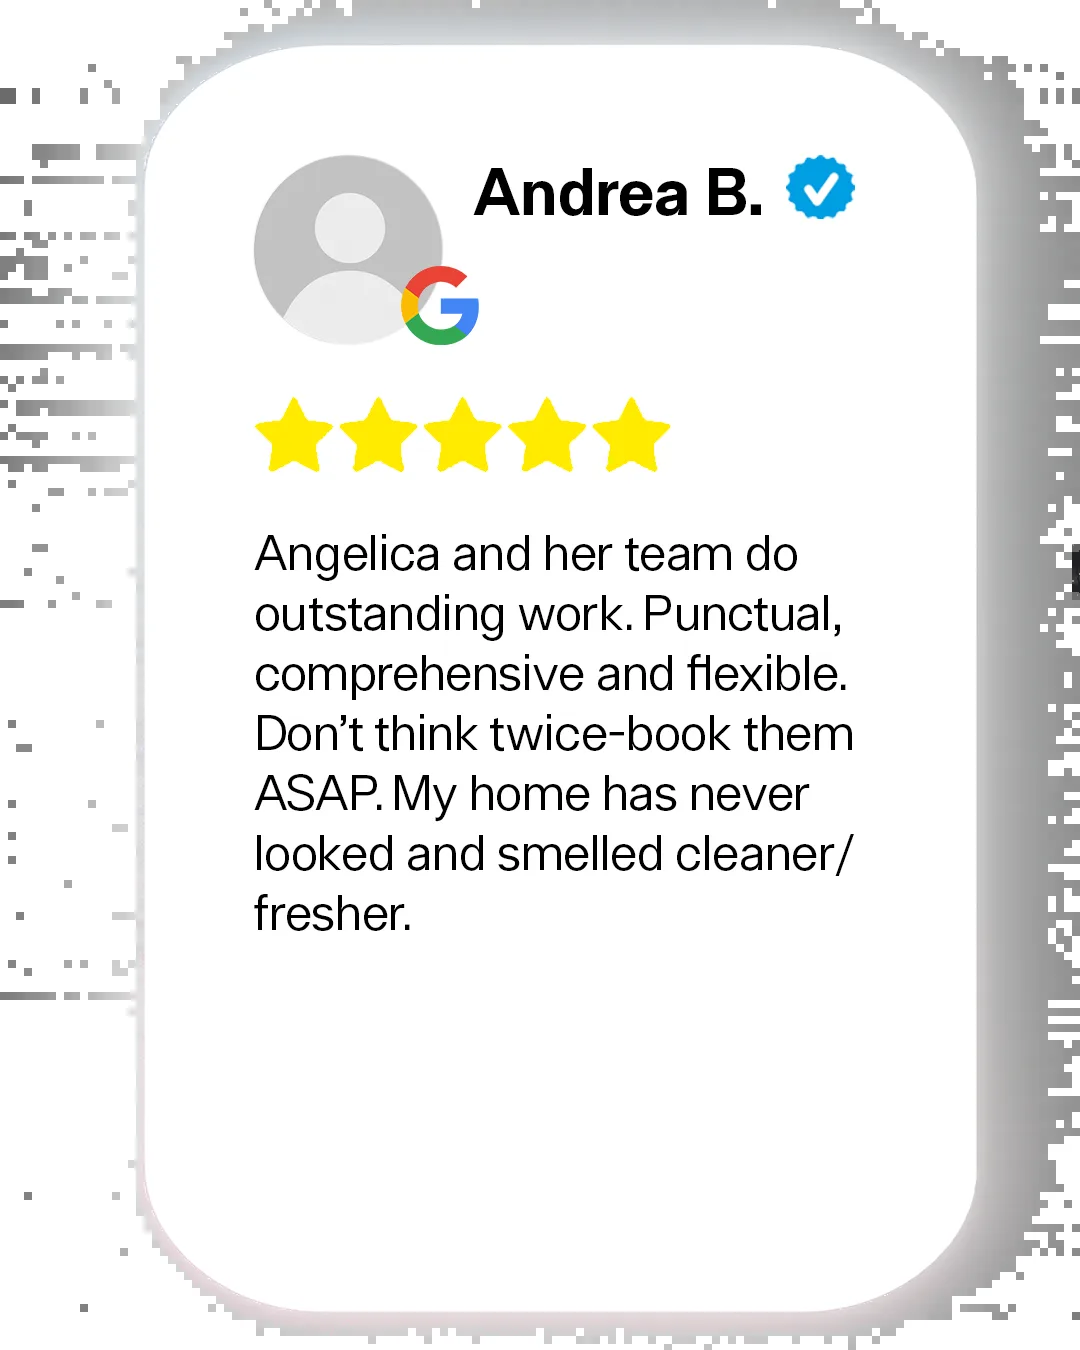 Andrea B.
Angelica and her team do
outstanding work. Punctual,
comprehensive and flexible.
Don’t think twice-book them
ASAP. My home has never
looked and smelled cleaner/
fresher.